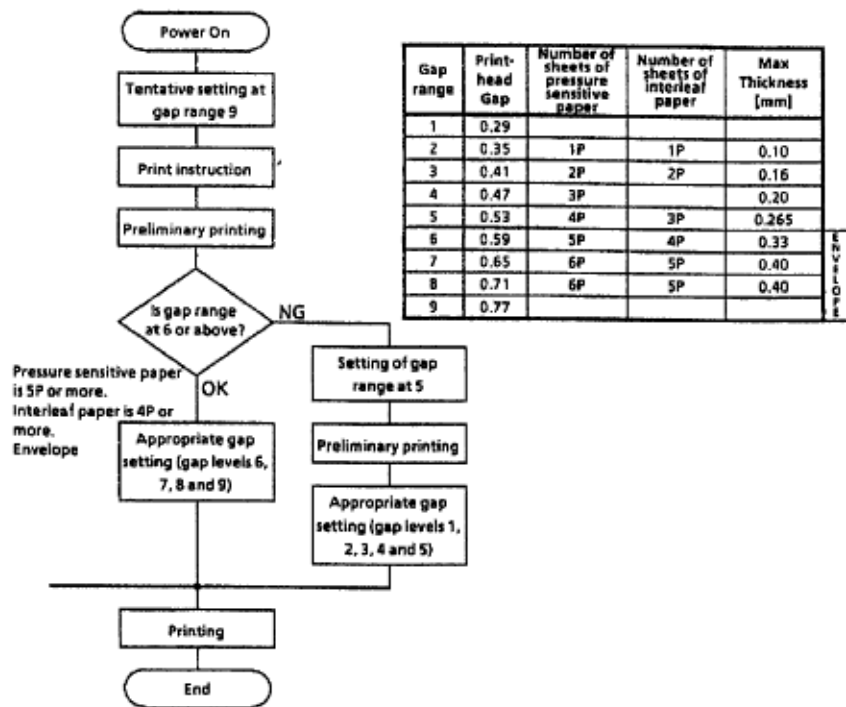 Power On
Tentative setting at
gap range 9
Print instruction
Preliminary printing
Is gap range
at 6 or above?
NG
OK
Pressure sensitive paper
is 5P or more.
Interleaf paper is 4P or
more.
Envelope
Appropriate gap
setting (gap levels 6,
7, 8 and 9)
Setting of gap
range at 5
Preliminary printing
Appropriate gap
setting (gap levels 1,
2, 3, 4 and 5)
Printing
End
Gap range Print-head Gap Number of sheets of pressure sensitive paper Number of sheets of interleaf paper Max Thickness [mm]
1 0.29
2 0.35 1P 1P 0.10
3 0.41 2P 2P 0.16
4 0.47 3P 0.20
5 0.53 4P 3P 0.265
6 0.59 5P 4P 0.33
7 0.65 6P 5P 0.40
8 0.71 6P 5P 0.40
9 0.77
ENVELOPE